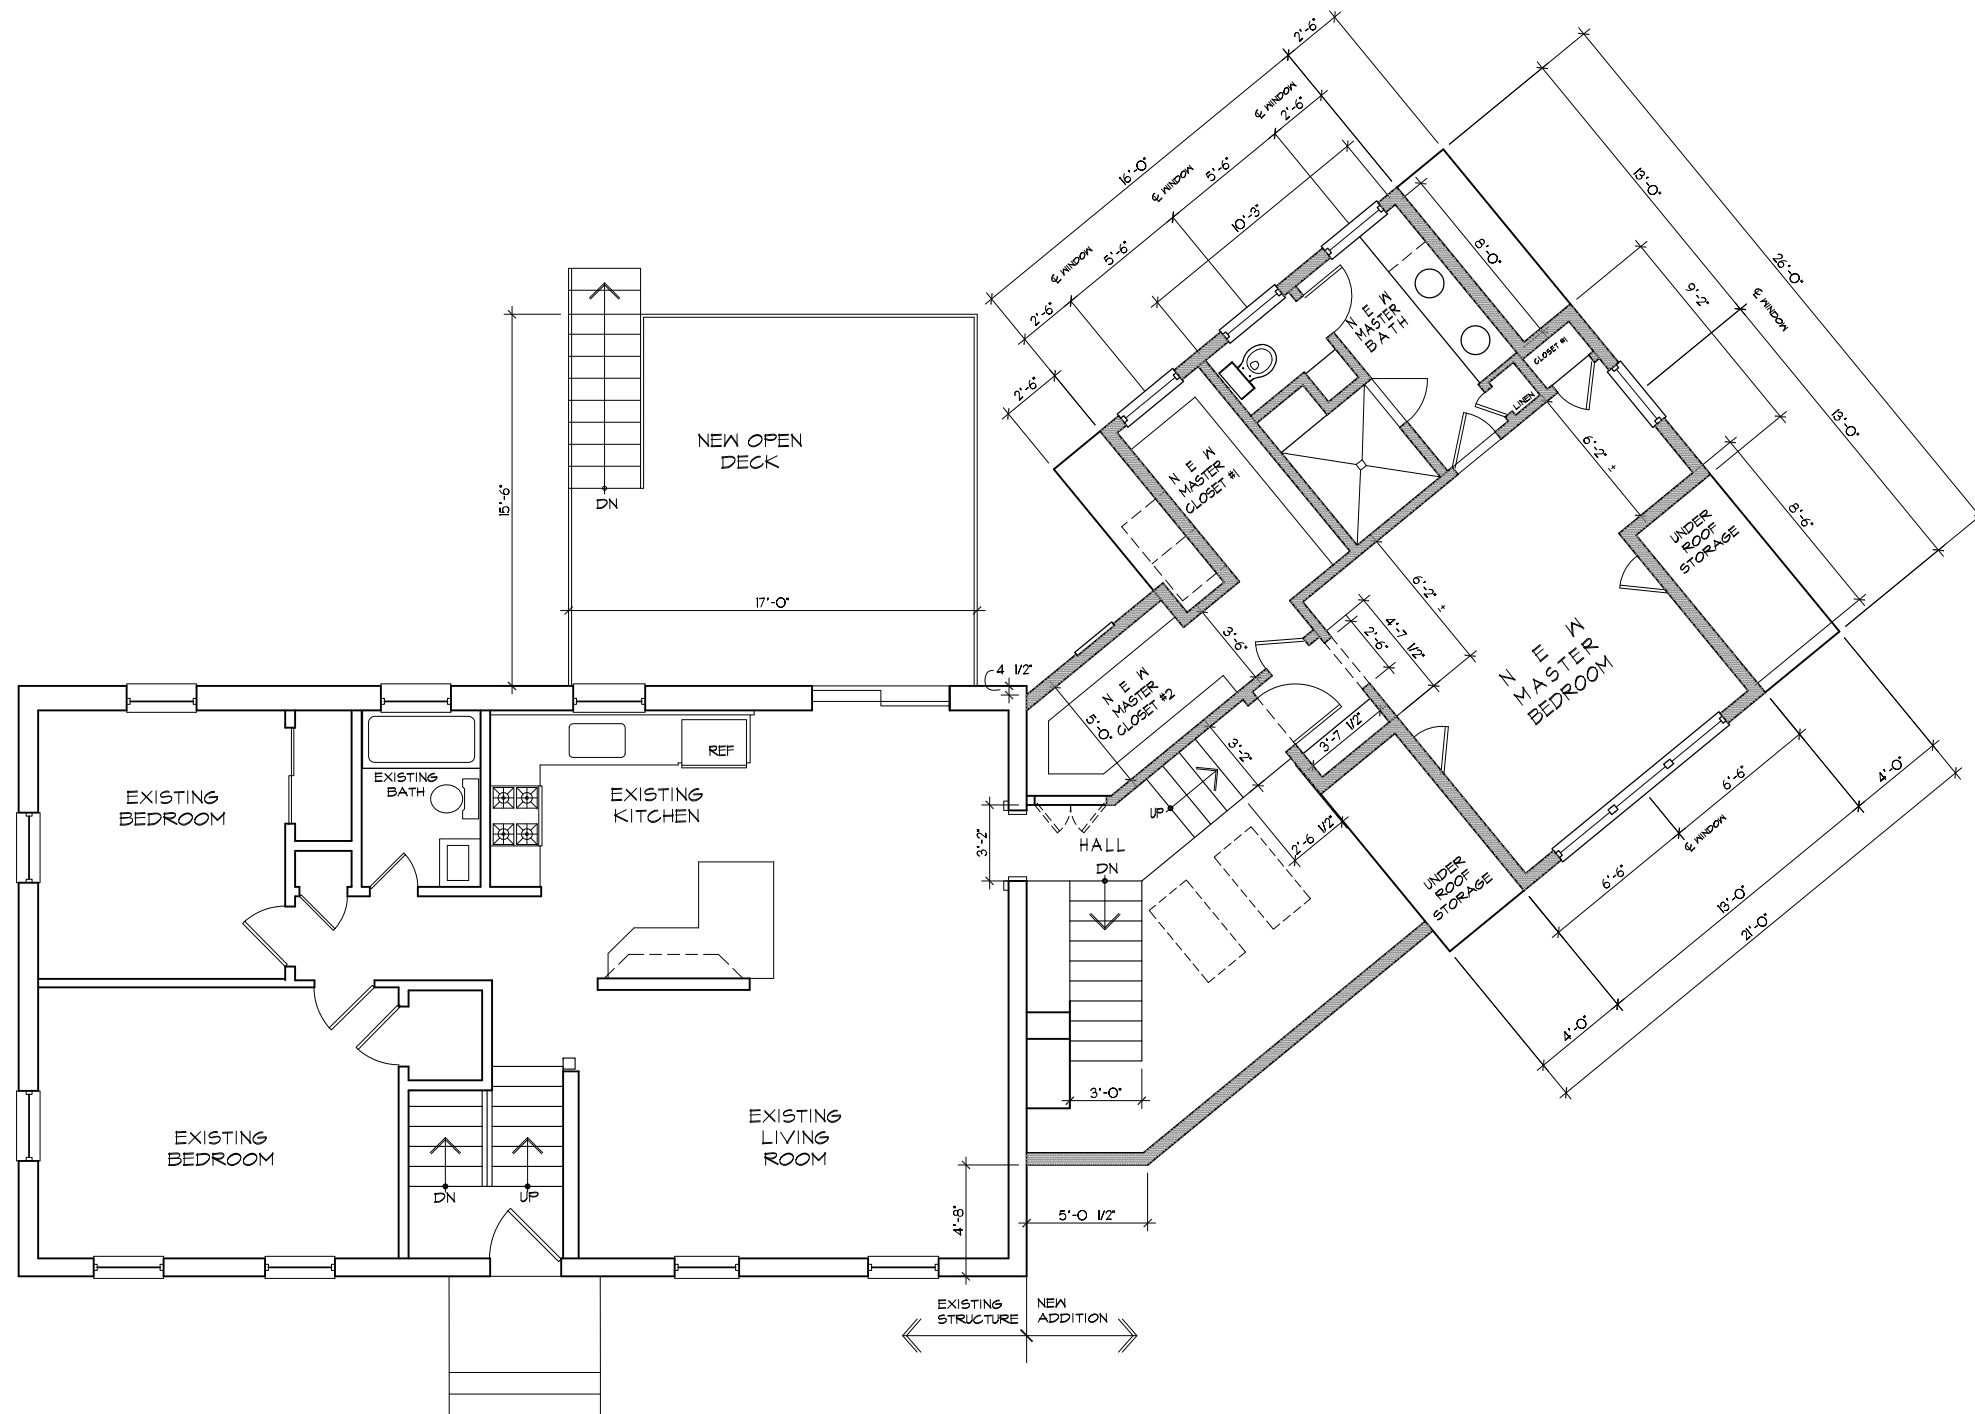 2'-6"
16'-0"
℄ WINDOW
2'-6"
℄ WINDOW
5'-6"
℄ WINDOW
5'-6"
10'-3"
2'-6"
2'-6"
13'-0"
26'-0"
8'-0"
9'-2"
℄ WINDOW
13'-0"
8'-6"
6'-2" ±
6'-2" ±
NEW
MASTER
BATH
CLOSET #1
LINEN
NEW
MASTER
CLOSET #1
UNDER
ROOF
STORAGE
NEW OPEN
DECK
DN
15'-6"
17'-0"
4 1/2"
3'-6"
4'-7 1/2"
2'-6"
NEW
MASTER
BEDROOM
NEW
MASTER
CLOSET #2
5'-0"
3'-2"
3'-7 1/2"
UP
2'-6 1/2"
HALL
DN
3'-2"
UNDER
ROOF
STORAGE
6'-6"
4'-0"
℄ WINDOW
6'-6"
13'-0"
21'-0"
4'-0"
REF
EXISTING
BATH
EXISTING
BEDROOM
EXISTING
KITCHEN
3'-0"
EXISTING
BEDROOM
EXISTING
LIVING
ROOM
DN
UP
4'-8"
5'-0 1/2"
EXISTING
STRUCTURE
NEW
ADDITION